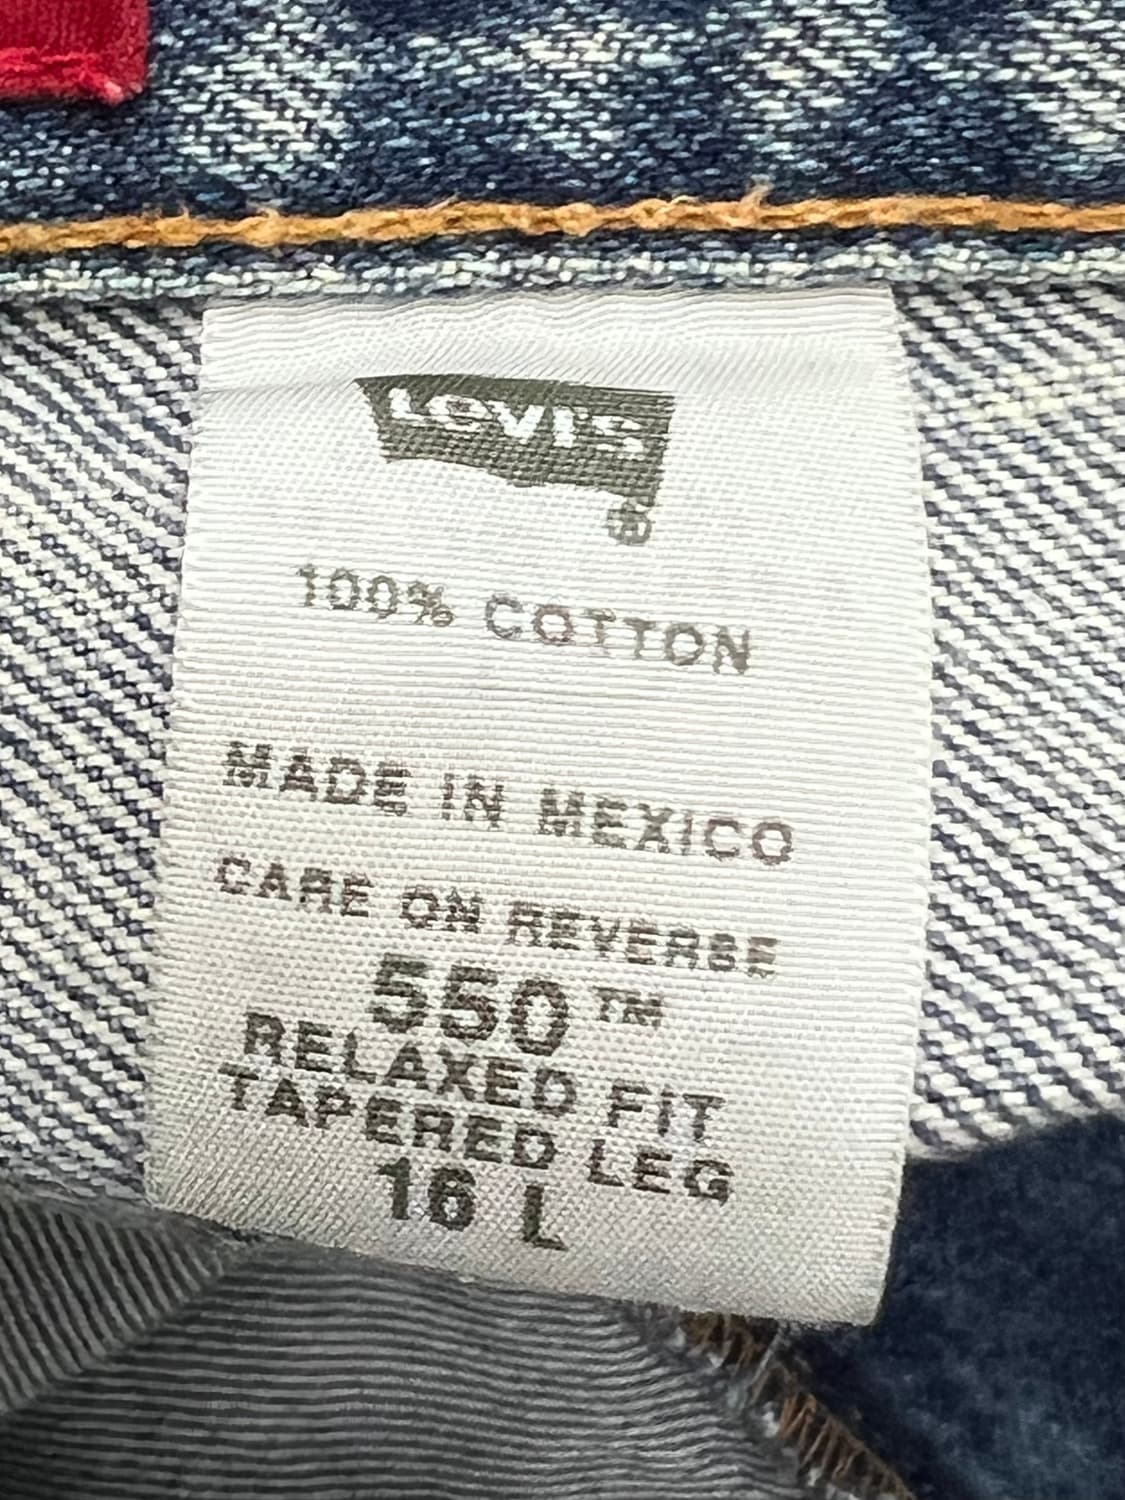 LEVI'S
®
100% COTTON
MADE IN MEXICO
CARE ON REVERSE
550™
RELAXED FIT
TAPERED LEG
16 L